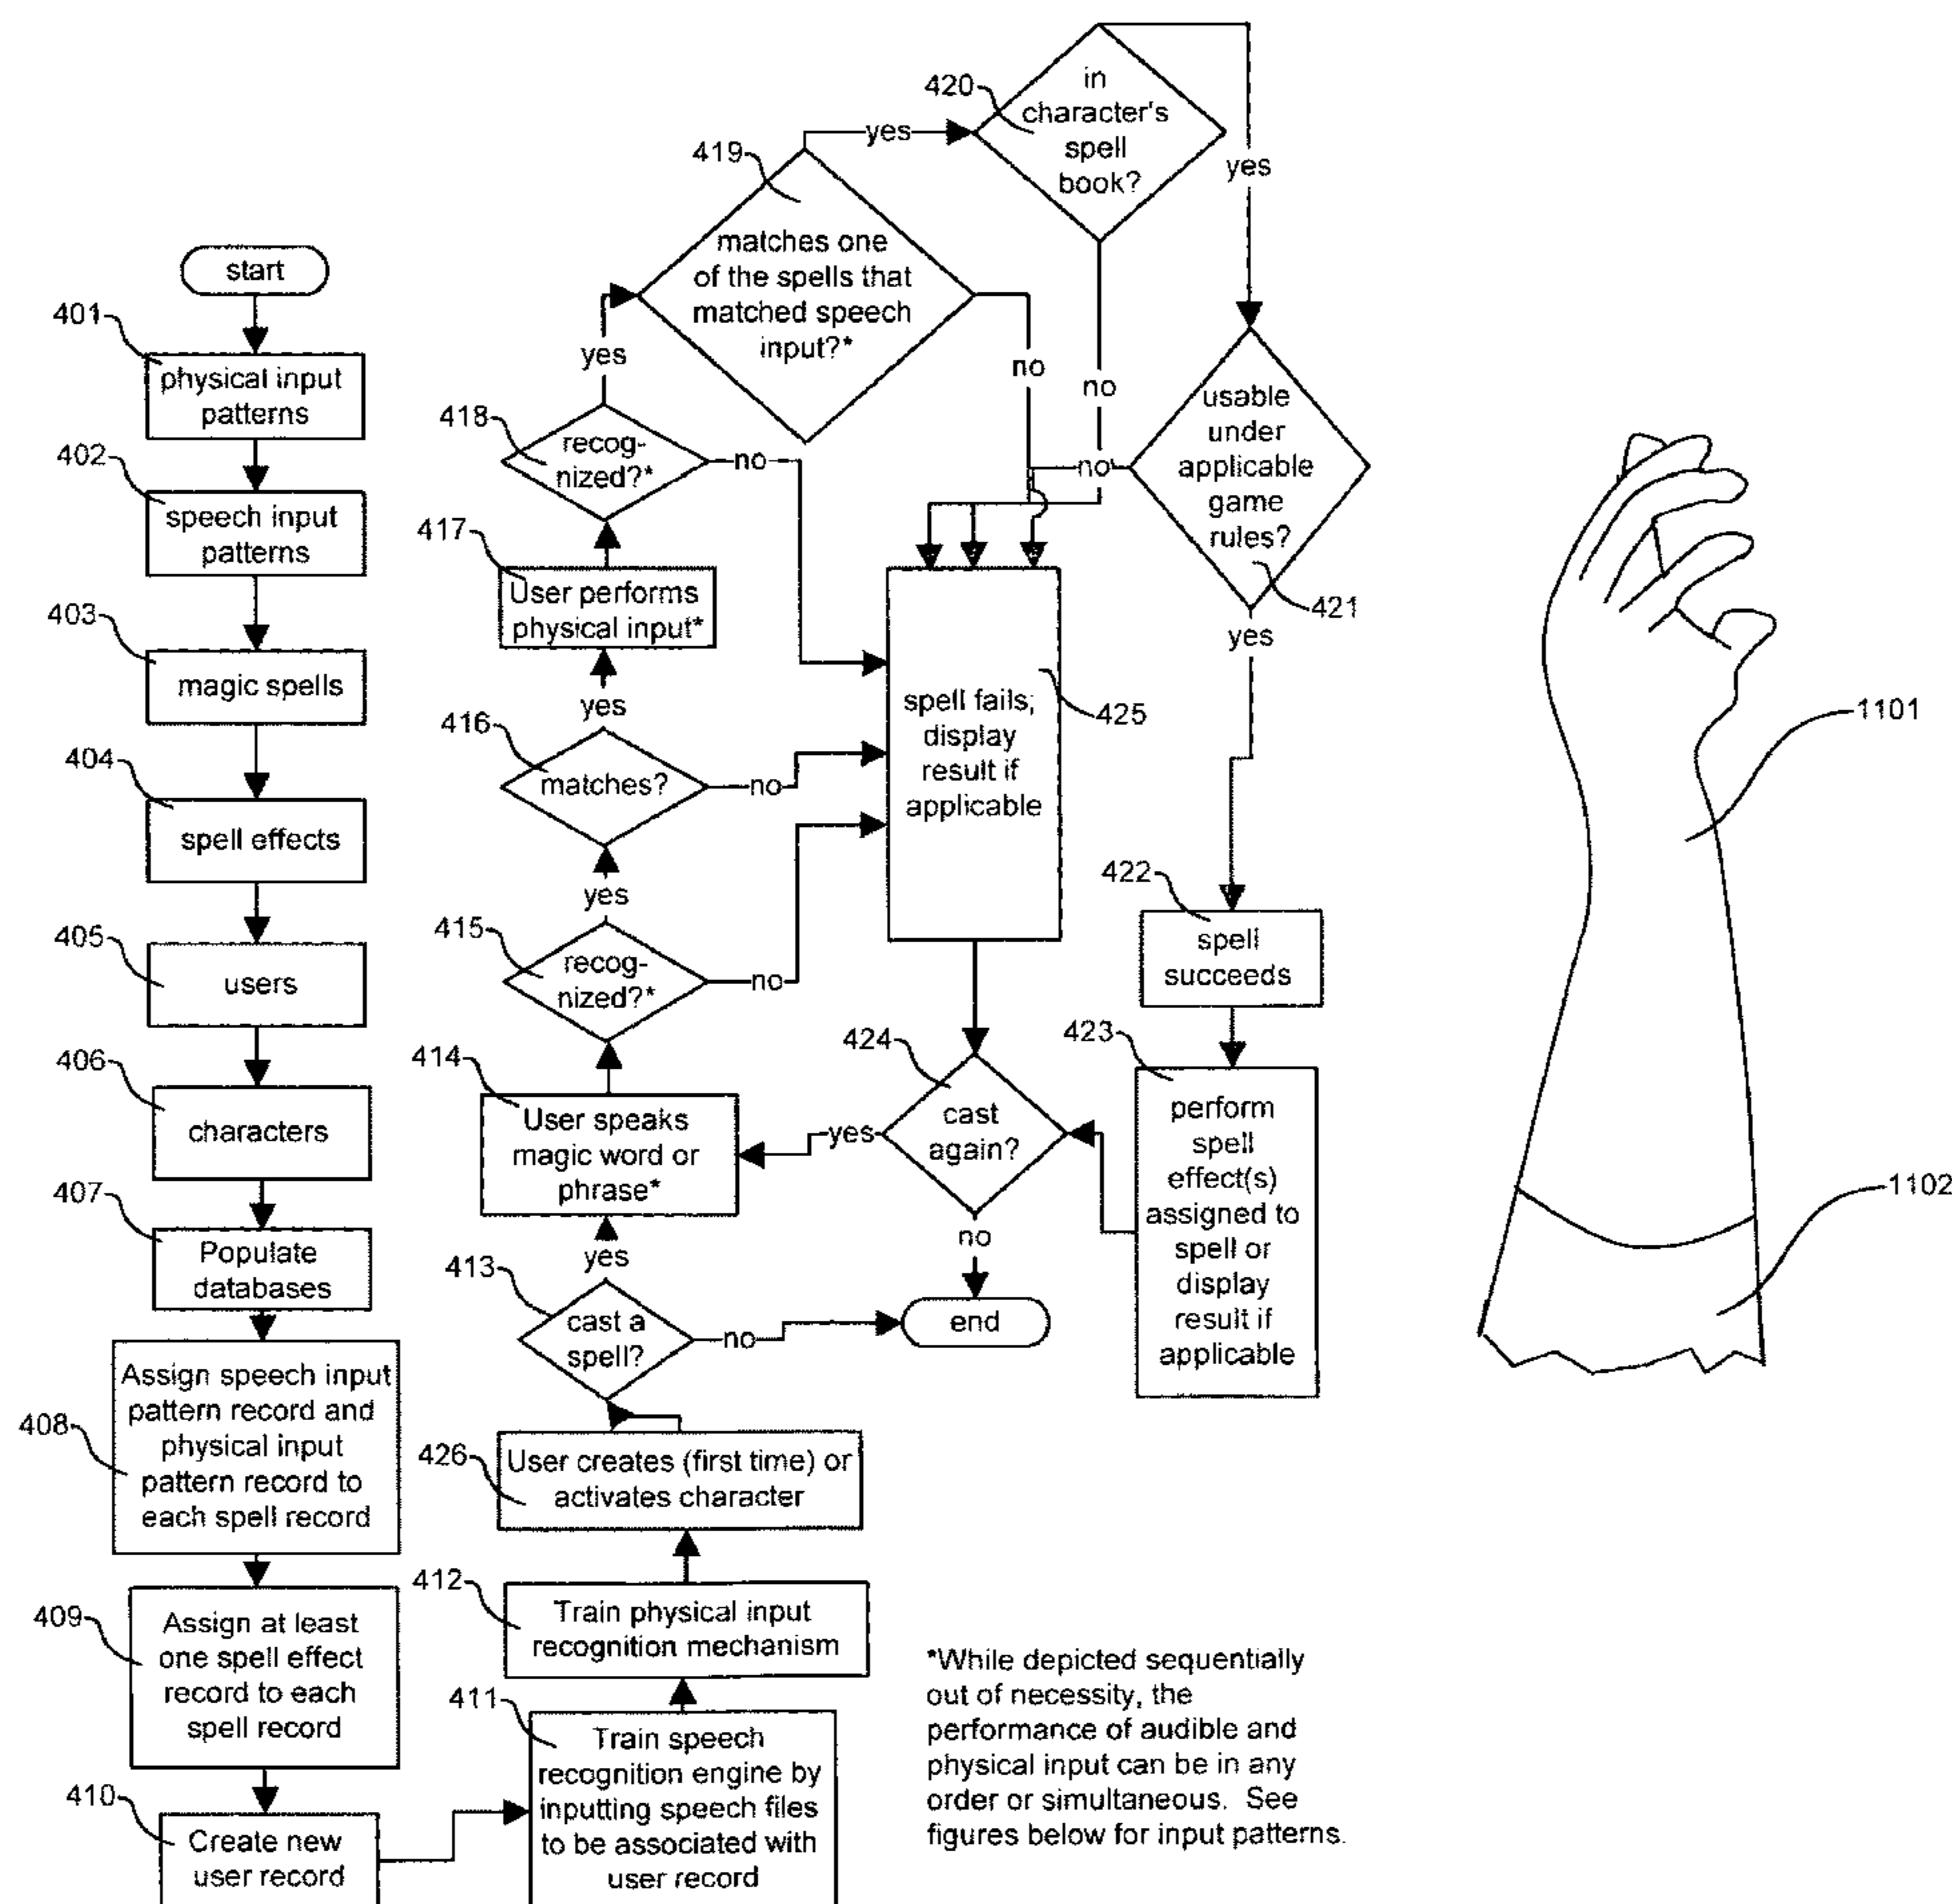 start
401
physical input
patterns
402
speech input
patterns
403
magic spells
404
spell effects
405
users
406
characters
407
Populate
databases
408
Assign speech input
pattern record and
physical input
pattern record to
each spell record
409
Assign at least
one spell effect
record to each
spell record
410
Create new
user record
411
Train speech
recognition engine by
inputting speech files
to be associated with
user record
412
Train physical input
recognition mechanism
426
User creates (first time) or
activates character
413
cast a
spell?
no
yes
414
User speaks
magic word or
phrase*
415
recog-
nized?*
no
yes
416
matches?
no
yes
417
User performs
physical input*
418
recog-
nized?*
no
yes
419
matches one
of the spells that
matched speech
input?*
no
yes
420
in
character's
spell
book?
no
yes
usable
under
applicable
game
rules?
421
no
yes
422
spell
succeeds
423
perform
spell
effect(s)
assigned to
spell or
display
result if
applicable
spell fails;
display
result if
applicable
425
424
cast
again?
yes
no
end
1101
1102
*While depicted sequentially
out of necessity, the
performance of audible and
physical input can be in any
order or simultaneous. See
figures below for input patterns.